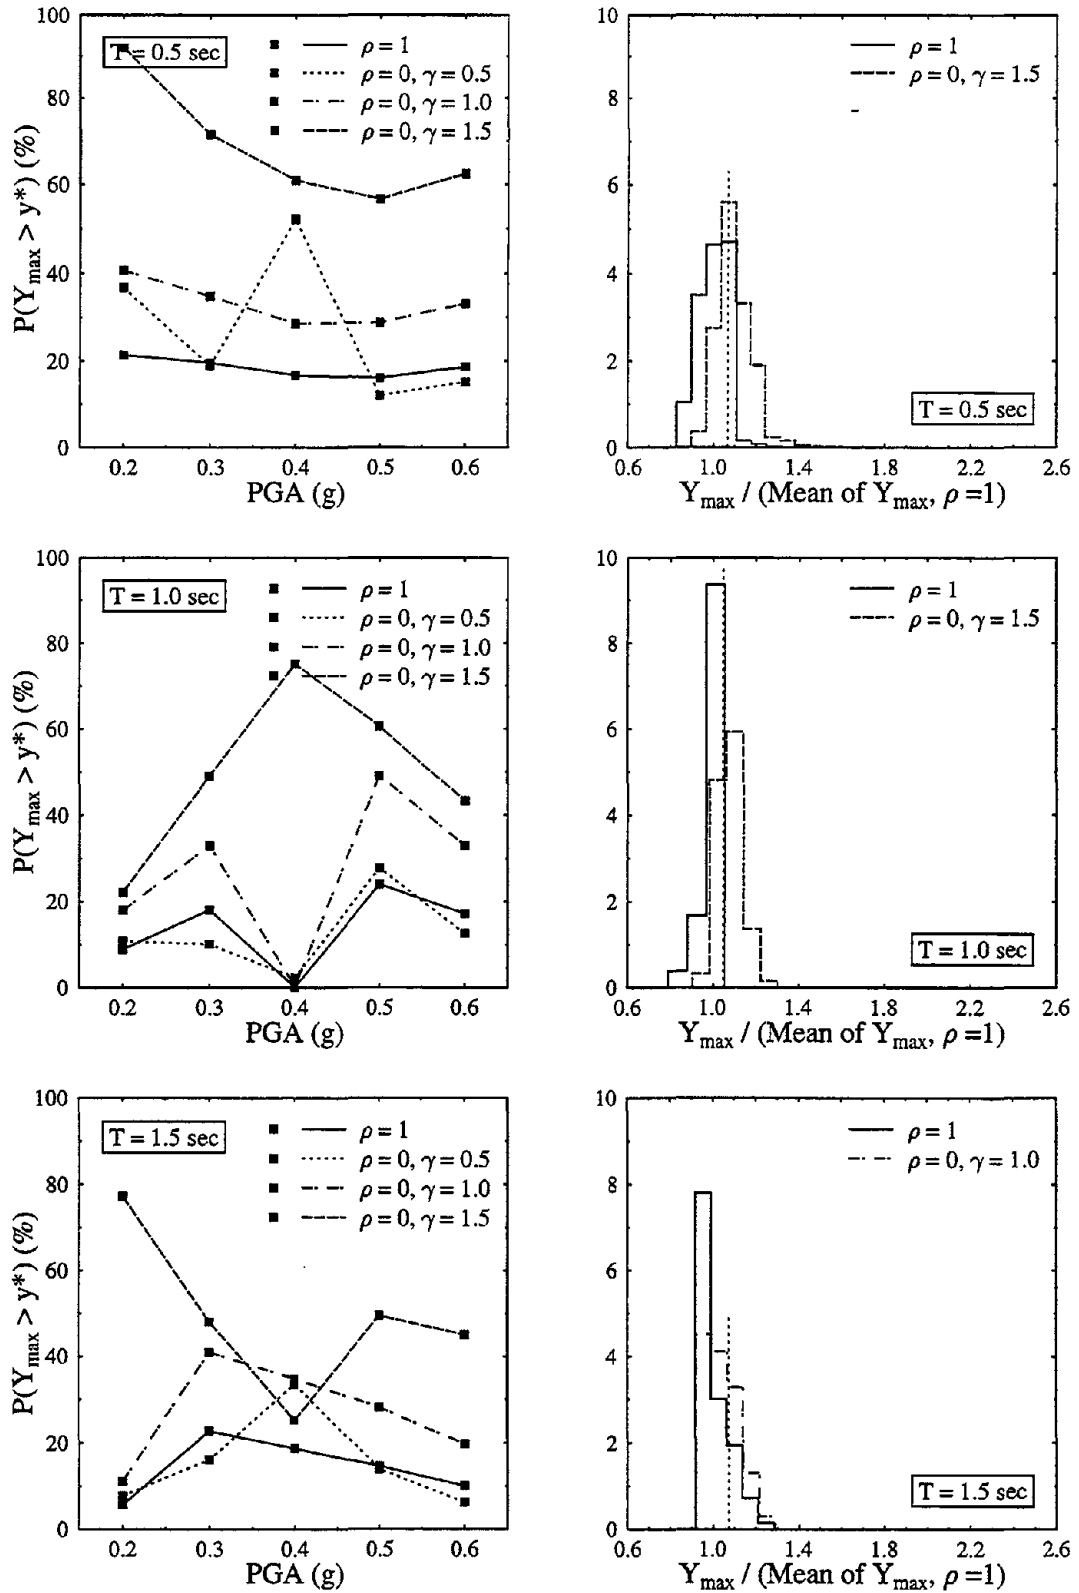 100
80
60
40
20
0
P(Y_max > y*) (%)
T = 0.5 sec
ρ = 1
ρ = 0, γ = 0.5
ρ = 0, γ = 1.0
ρ = 0, γ = 1.5
0.2 0.3 0.4 0.5 0.6
PGA (g)
10
8
6
4
2
0
ρ = 1
ρ = 0, γ = 1.5
T = 0.5 sec
0.6 1.0 1.4 1.8 2.2 2.6
Y_max / (Mean of Y_max, ρ =1)
100
80
60
40
20
0
P(Y_max > y*) (%)
T = 1.0 sec
ρ = 1
ρ = 0, γ = 0.5
ρ = 0, γ = 1.0
ρ = 0, γ = 1.5
0.2 0.3 0.4 0.5 0.6
PGA (g)
10
8
6
4
2
0
ρ = 1
ρ = 0, γ = 1.5
T = 1.0 sec
0.6 1.0 1.4 1.8 2.2 2.6
Y_max / (Mean of Y_max, ρ =1)
100
80
60
40
20
0
P(Y_max > y*) (%)
T = 1.5 sec
ρ = 1
ρ = 0, γ = 0.5
ρ = 0, γ = 1.0
ρ = 0, γ = 1.5
0.2 0.3 0.4 0.5 0.6
PGA (g)
10
8
6
4
2
0
ρ = 1
ρ = 0, γ = 1.0
T = 1.5 sec
0.6 1.0 1.4 1.8 2.2 2.6
Y_max / (Mean of Y_max, ρ =1)